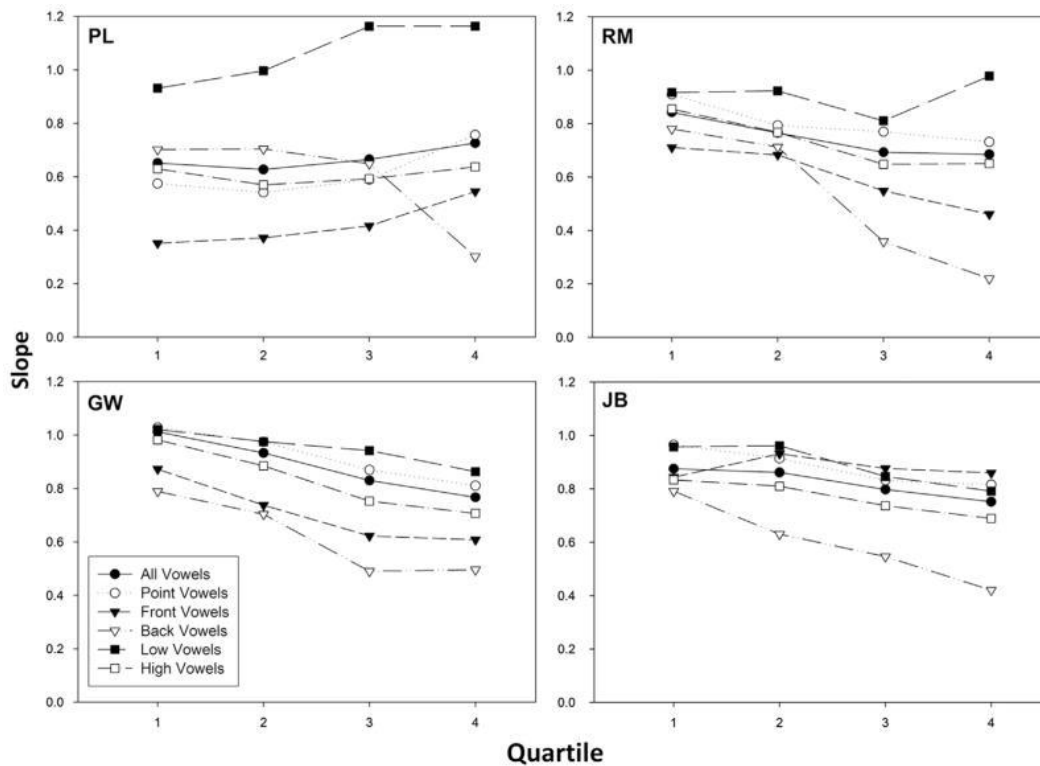 PL
1.2
1.0
0.8
0.6
0.4
0.2
0.0
1 2 3 4
RM
1.2
1.0
0.8
0.6
0.4
0.2
0.0
1 2 3 4
Slope
GW
1.2
1.0
0.8
0.6
0.4
0.2
0.0
All Vowels
Point Vowels
Front Vowels
Back Vowels
Low Vowels
High Vowels
1 2 3 4
JB
1.2
1.0
0.8
0.6
0.4
0.2
0.0
1 2 3 4
Quartile